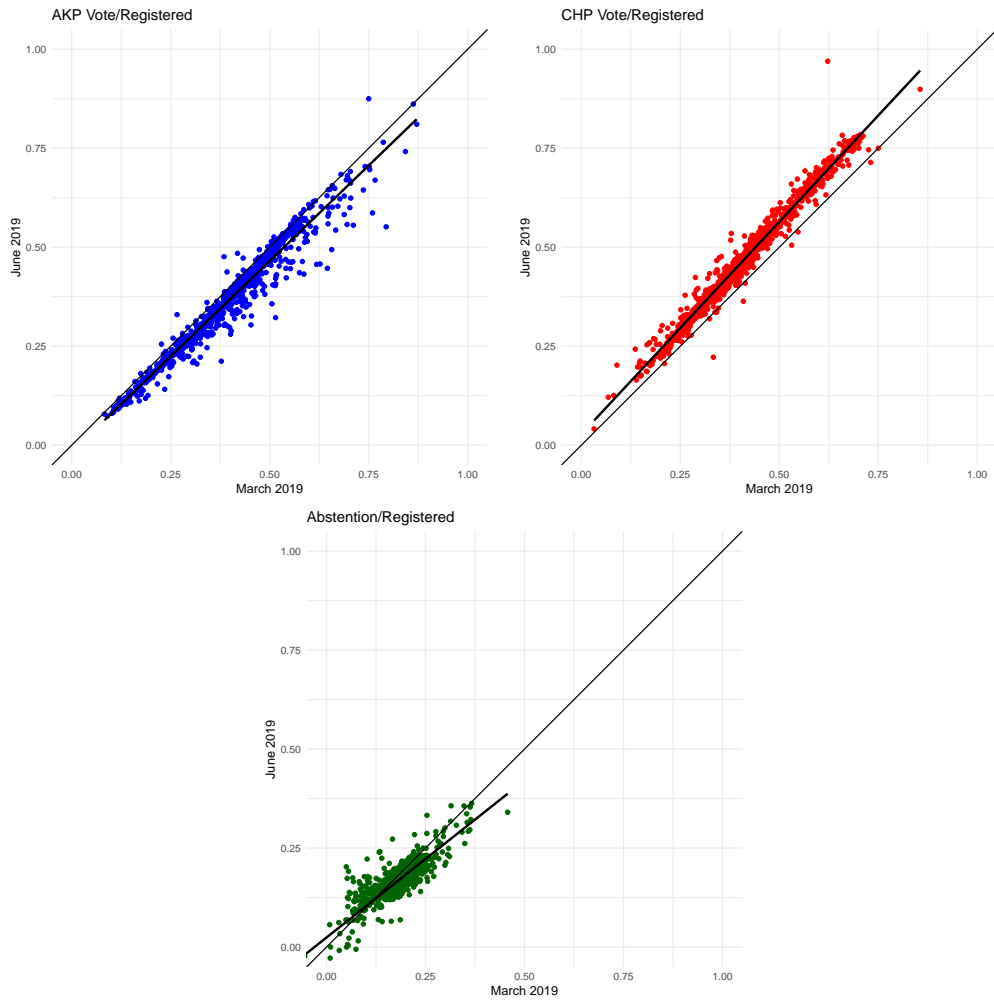 AKP Vote/Registered
1.00
0.75
0.50
0.25
0.00
June 2019
0.00 0.25 0.50 0.75 1.00
March 2019
CHP Vote/Registered
1.00
0.75
0.50
0.25
0.00
June 2019
0.00 0.25 0.50 0.75 1.00
March 2019
Abstention/Registered
1.00
0.75
0.50
0.25
0.00
June 2019
0.00 0.25 0.50 0.75 1.00
March 2019